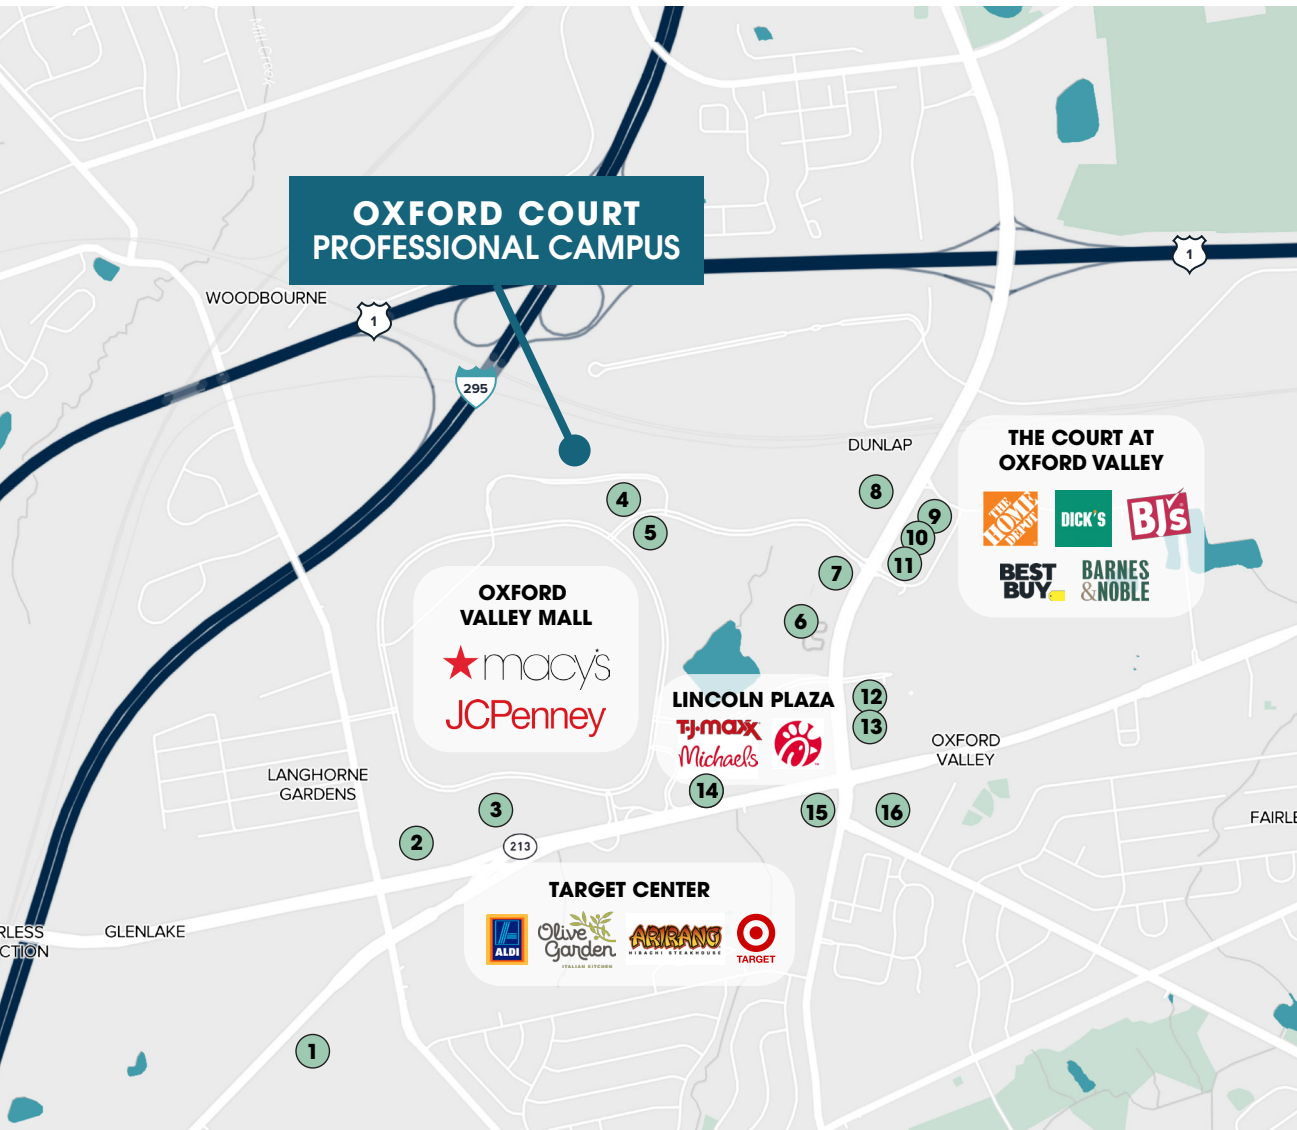 Mill Creek
OXFORD COURT
PROFESSIONAL CAMPUS
1
WOODBOURNE
1
295
DUNLAP
THE COURT AT
OXFORD VALLEY
THE
HOME
DEPOT
DICK'S
BJ's
BEST
BUY
BARNES
&NOBLE
8
4
9
5
10
11
7
6
OXFORD
VALLEY MALL
macy's
JCPenney
LINCOLN PLAZA
T·J·maxx
Michaels
12
13
OXFORD
VALLEY
LANGHORNE
GARDENS
14
3
15
16
2
213
FAIRLE
TARGET CENTER
ALDI
Olive
Garden
ITALIAN KITCHEN
ARIRANG
HIBACHI STEAKHOUSE
TARGET
RLESS
CTION
GLENLAKE
1